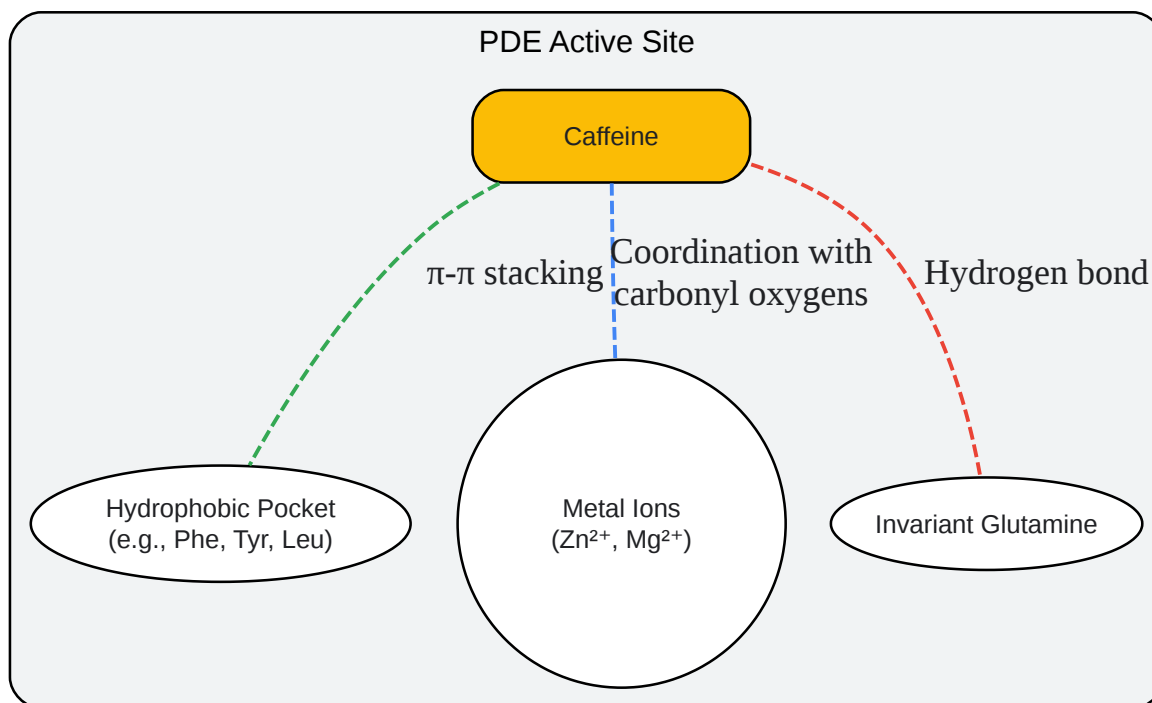 PDE Active Site
Caffeine
π-π stacking
Coordination with
carbonyl oxygens
Hydrogen bond
Hydrophobic Pocket
(e.g., Phe, Tyr, Leu)
Metal Ions
(Zn²⁺, Mg²⁺)
Invariant Glutamine